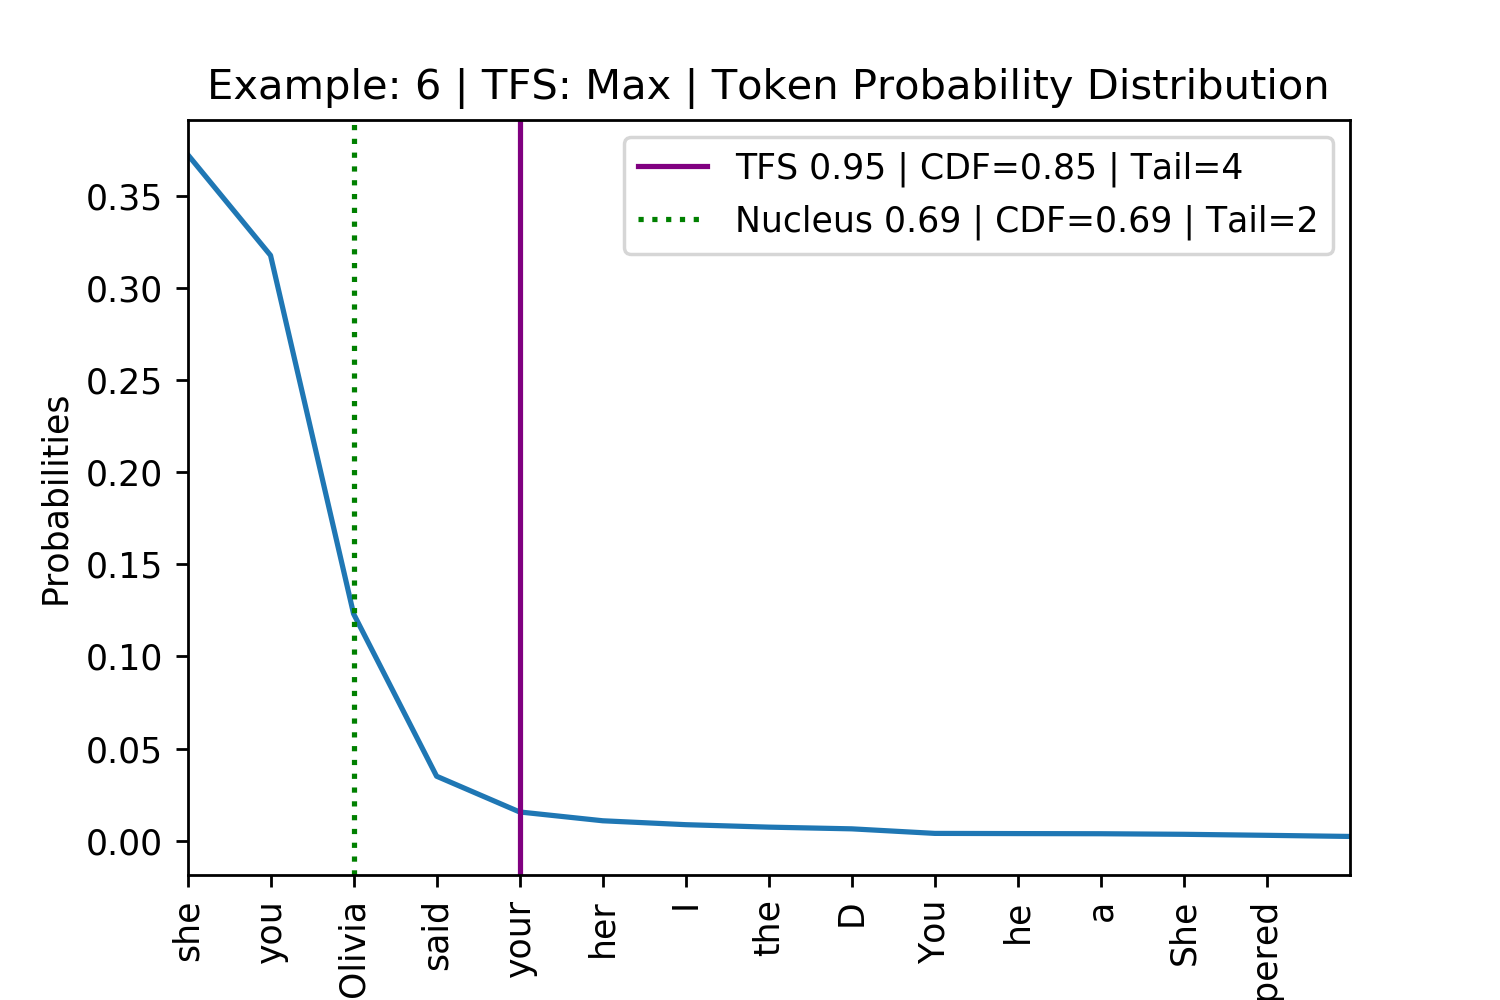 Example: 6 | TFS: Max | Token Probability Distribution
TFS 0.95 | CDF=0.85 | Tail=4
Nucleus 0.69 | CDF=0.69 | Tail=2
Probabilities
0.35
0.30
0.25
0.20
0.15
0.10
0.05
0.00
she
you
Olivia
said
your
her
I
the
D
You
he
a
She
pered